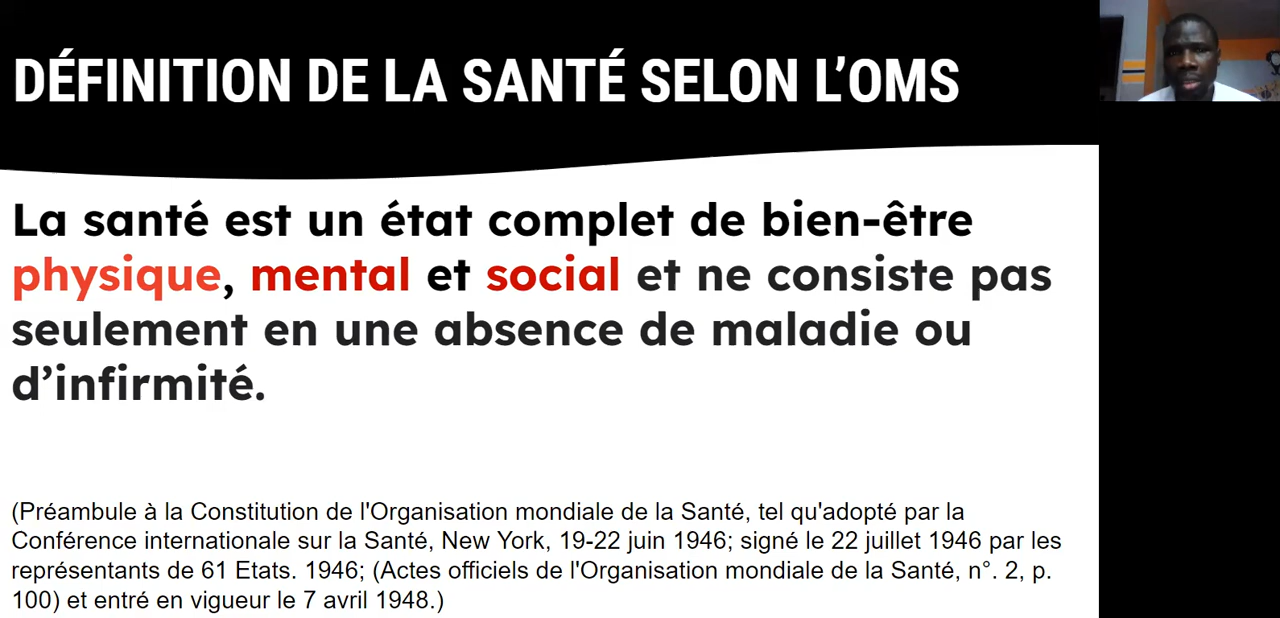 DÉFINITION DE LA SANTÉ SELON L’OMS
La santé est un état complet de bien-être
physique, mental et social et ne consiste pas
seulement en une absence de maladie ou
d’infirmité.
(Préambule à la Constitution de l'Organisation mondiale de la Santé, tel qu'adopté par la
Conférence internationale sur la Santé, New York, 19-22 juin 1946; signé le 22 juillet 1946 par les
représentants de 61 Etats. 1946; (Actes officiels de l'Organisation mondiale de la Santé, n°. 2, p.
100) et entré en vigueur le 7 avril 1948.)